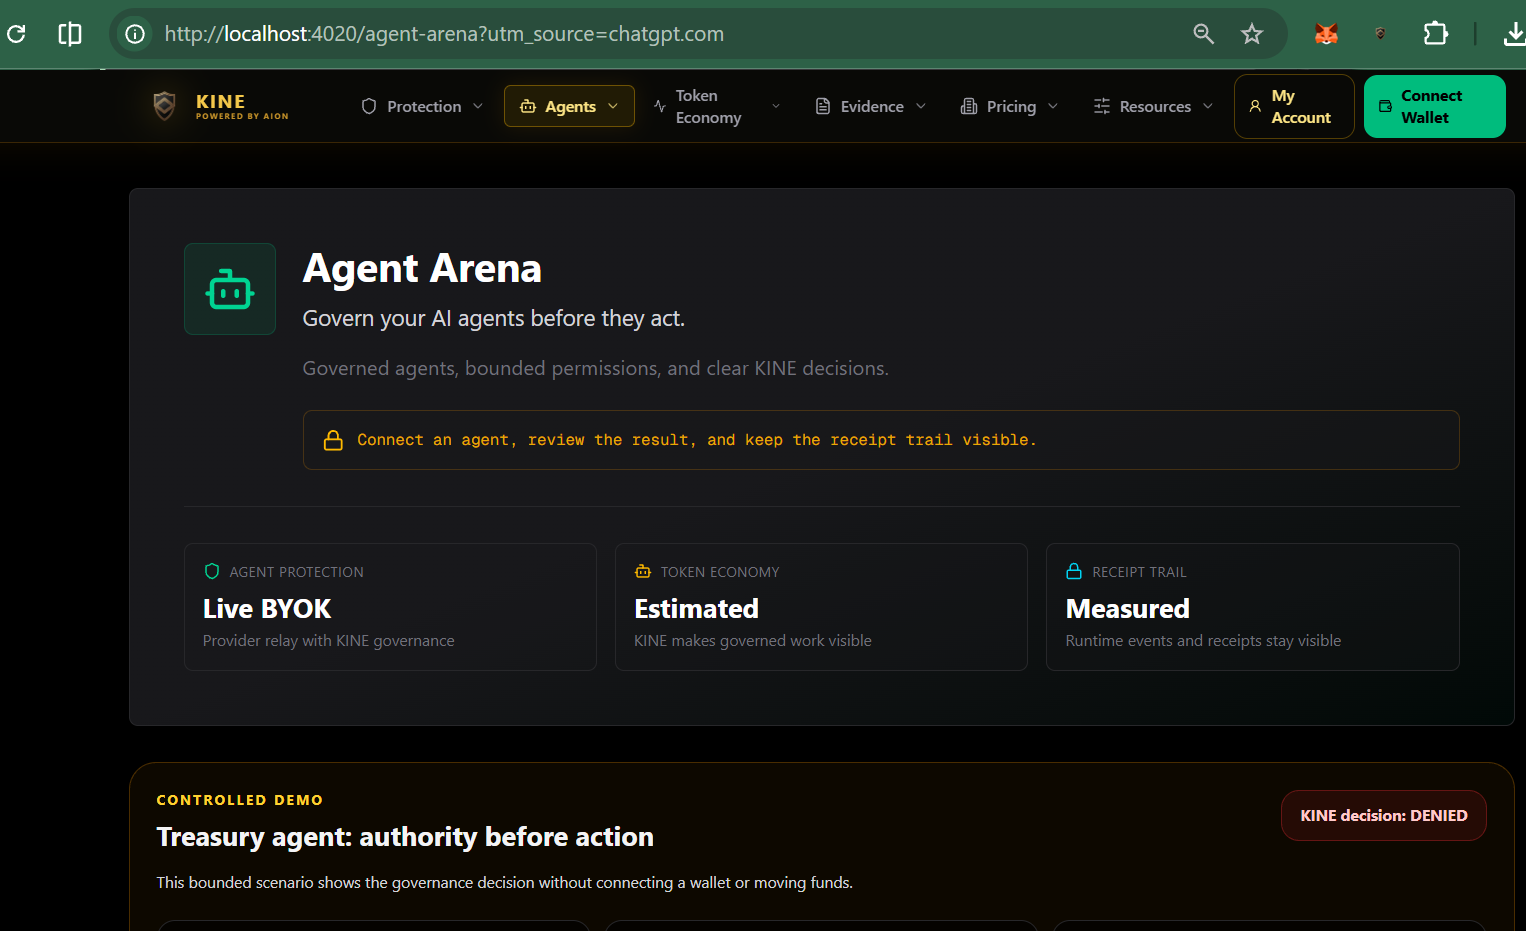 http://localhost:4020/agent-arena?utm_source=chatgpt.com
KINE
POWERED BY AION
Protection
Agents
Token
Economy
Evidence
Pricing
Resources
My
Account
Connect
Wallet
Agent Arena
Govern your AI agents before they act.
Governed agents, bounded permissions, and clear KINE decisions.
Connect an agent, review the result, and keep the receipt trail visible.
AGENT PROTECTION
Live BYOK
Provider relay with KINE governance
TOKEN ECONOMY
Estimated
KINE makes governed work visible
RECEIPT TRAIL
Measured
Runtime events and receipts stay visible
CONTROLLED DEMO
Treasury agent: authority before action
This bounded scenario shows the governance decision without connecting a wallet or moving funds.
KINE decision: DENIED